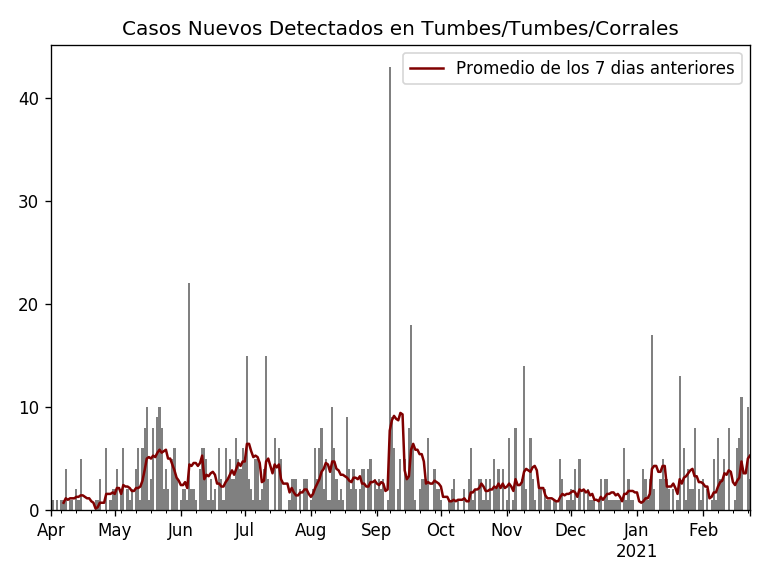 Casos Nuevos Detectados en Tumbes/Tumbes/Corrales
Promedio de los 7 dias anteriores
40
30
20
10
0
Apr May Jun Jul Aug Sep Oct Nov Dec Jan Feb
2021